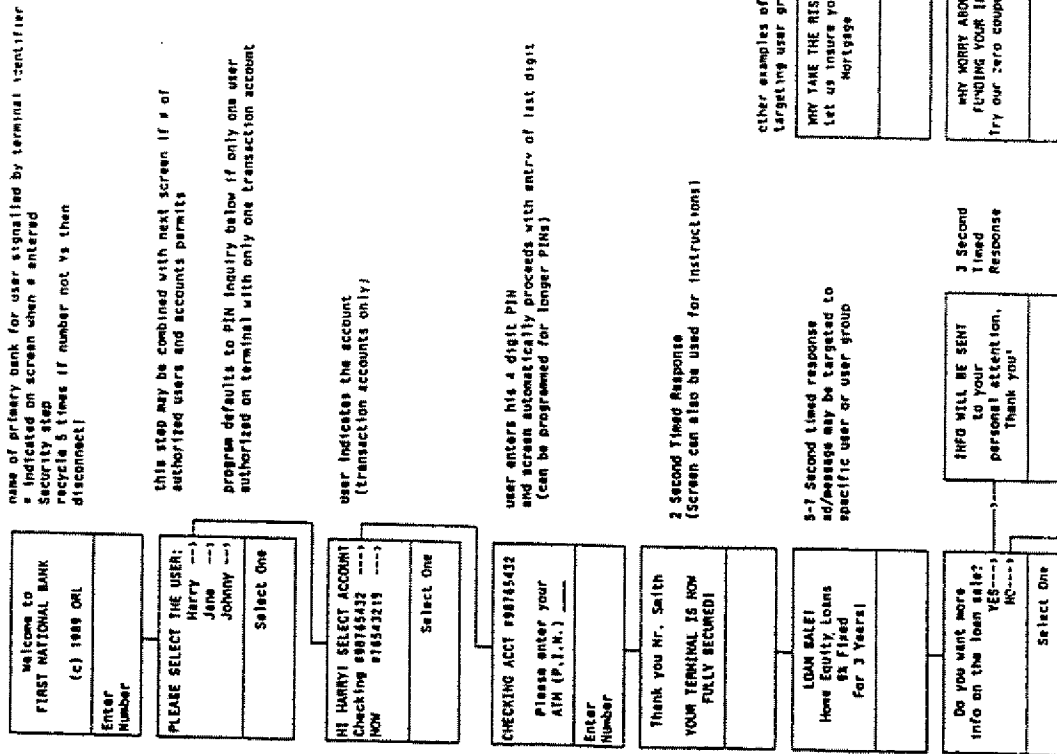 Welcome to
FIRST NATIONAL BANK
(c) 1989 ORL
Enter
Number
name of primary bank for user signalled by terminal identifier
# indicated on screen when # entered
Security step
recycle 5 times if number not Ys then
disconnect!
PLEASE SELECT THE USER:
Harry -->
Jane -->
Johnny -->
Select One
this step may be combined with next screen if # of
authorized users and accounts permits
program defaults to PIN inquiry below if only one user
authorized on terminal with only one transaction account
HI HARRY! SELECT ACCOUNT
Checking #98765432 --->
NOW #16543219 --->
Select One
user indicates the account
(transaction accounts only)
CHECKING ACCT #98765432
Please enter your
ATM (P.I.N.) ____
Enter
Number
user enters his 4 digit PIN
and screen automatically proceeds with entry of last digit
(can be programmed for longer PINs)
Thank you Mr. Smith
YOUR TERMINAL IS NOW
FULLY SECURED!
2 Second Timed Response
(Screen can also be used for instructions)
LOAN SALE!
Home Equity Loans
9% Fixed
For 3 Years!
5-7 Second timed response
ad/message may be targeted to
specific user or user group
other examples of
targeting user gr
WHY TAKE THE RIS
Let us insure yo
Mortgage
Do you want more
info on the loan sale?
YES--->
NO--->
Select One
INFO WILL BE SENT
to your
personal attention,
Thank you!
3 Second
Timed
Response
WHY WORRY ABO
FUNDING YOUR I
Try our zero coupo